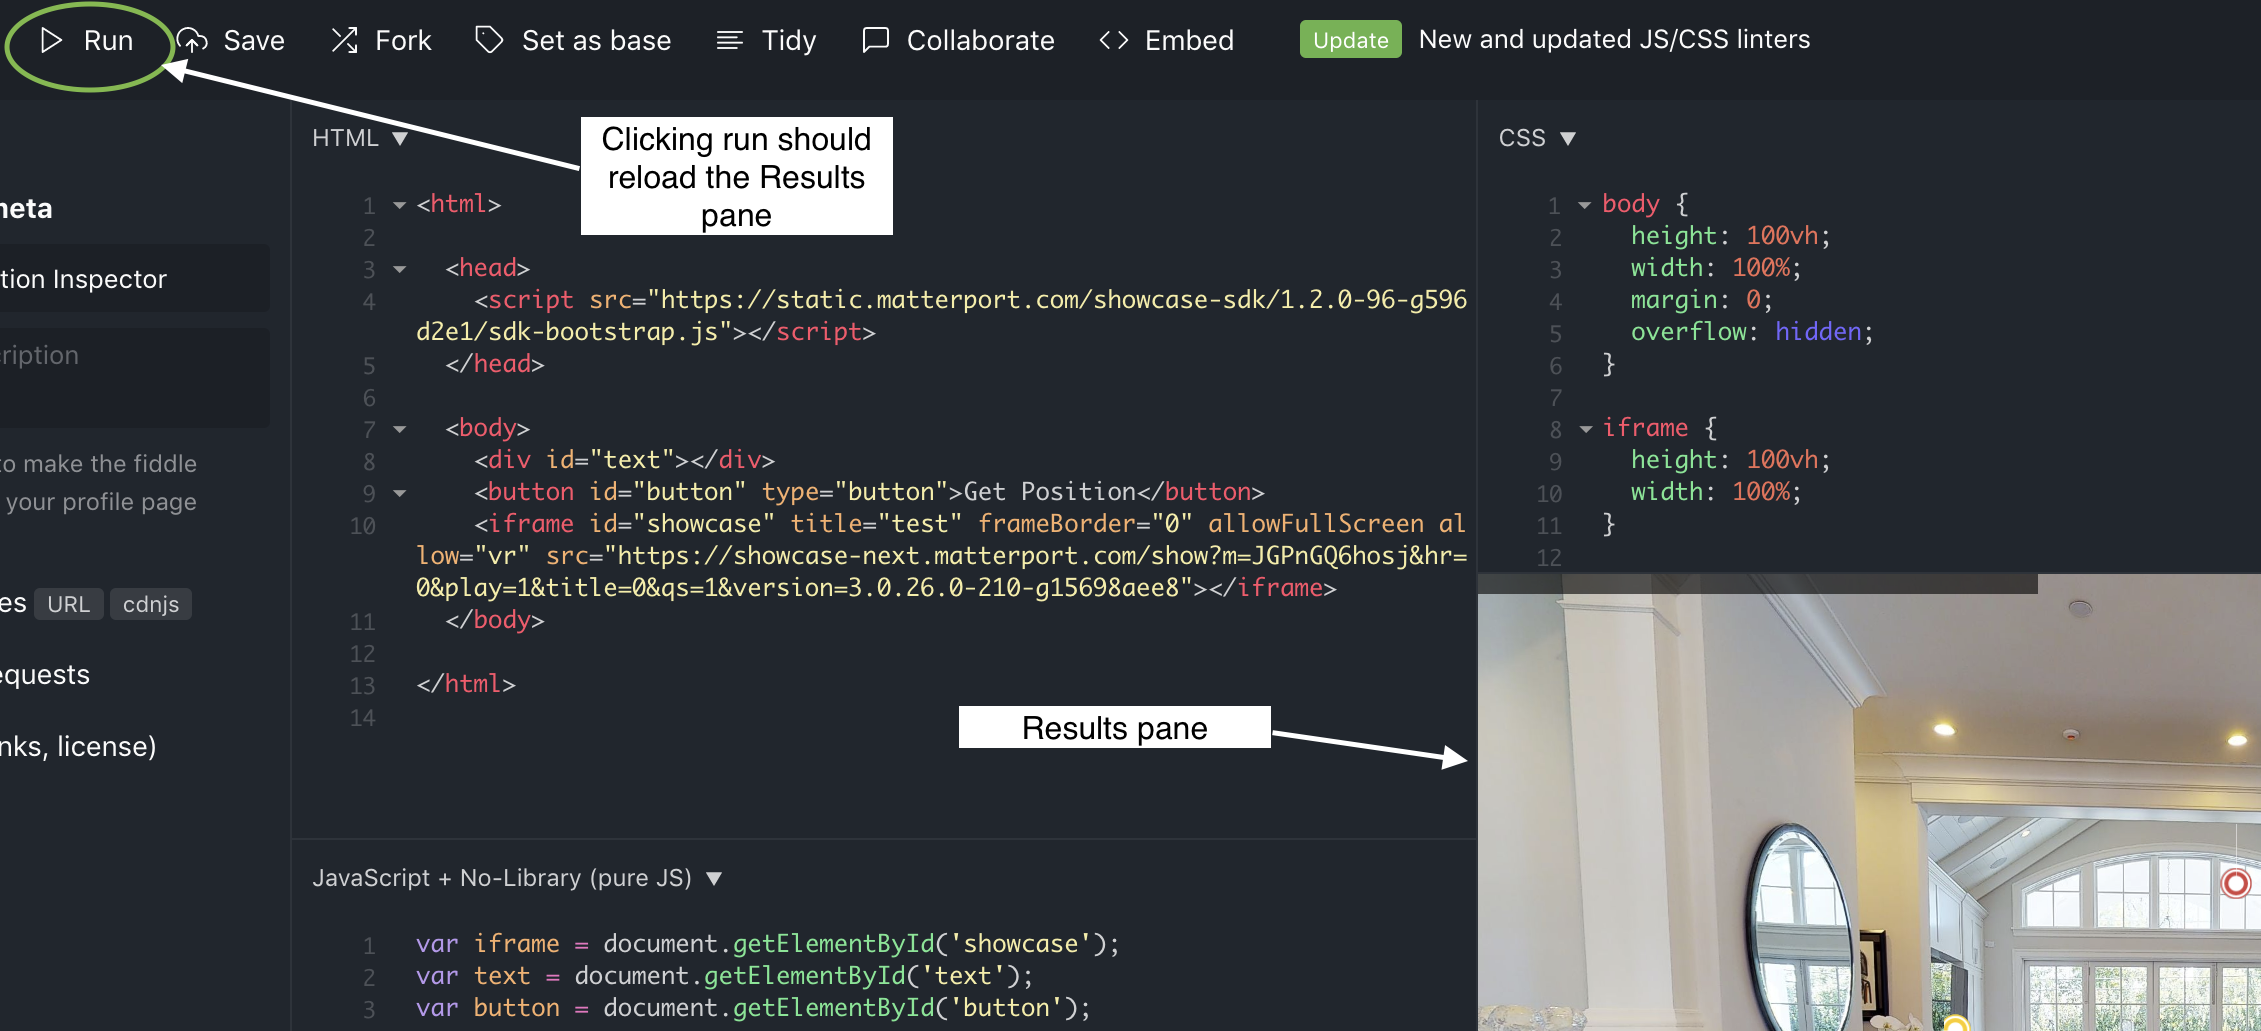 Run Save Fork Set as base Tidy Collaborate Embed Update New and updated JS/CSS linters
Clicking run should
reload the Results
pane
neta
tion Inspector
cription
to make the fiddle
your profile page
es URL cdnjs
equests
nks, license)
HTML ▼
1 <html>
2
3 <head>
4 <script src="https://static.matterport.com/showcase-sdk/1.2.0-96-g596
d2e1/sdk-bootstrap.js"></script>
5 </head>
6
7 <body>
8 <div id="text"></div>
9 <button id="button" type="button">Get Position</button>
10 <iframe id="showcase" title="test" frameBorder="0" allowFullScreen al
low="vr" src="https://showcase-next.matterport.com/show?m=JGPnGQ6hosj&hr=
0&play=1&title=0&qs=1&version=3.0.26.0-210-g15698aee8"></iframe>
11 </body>
12
13 </html>
14
Results pane
JavaScript + No-Library (pure JS) ▼
1 var iframe = document.getElementById('showcase');
2 var text = document.getElementById('text');
3 var button = document.getElementById('button');
CSS ▼
1 body {
2 height: 100vh;
3 width: 100%;
4 margin: 0;
5 overflow: hidden;
6 }
7
8 iframe {
9 height: 100vh;
10 width: 100%;
11 }
12